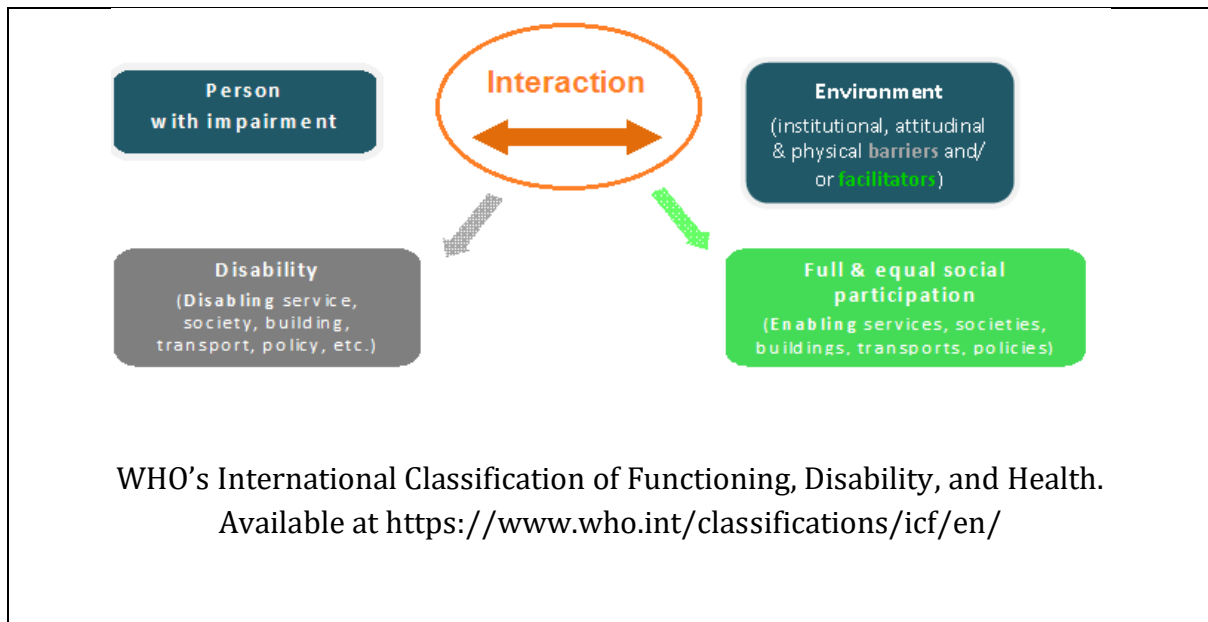 Person
with impairment
Interaction
Environment
(institutional, attitudinal
& physical barriers and/
or facilitators)
Disability
(Disabling service,
society, building,
transport, policy, etc.)
Full & equal social
participation
(Enabling services, societies,
buildings, transports, policies)
WHO’s International Classification of Functioning, Disability, and Health.
Available at https://www.who.int/classifications/icf/en/